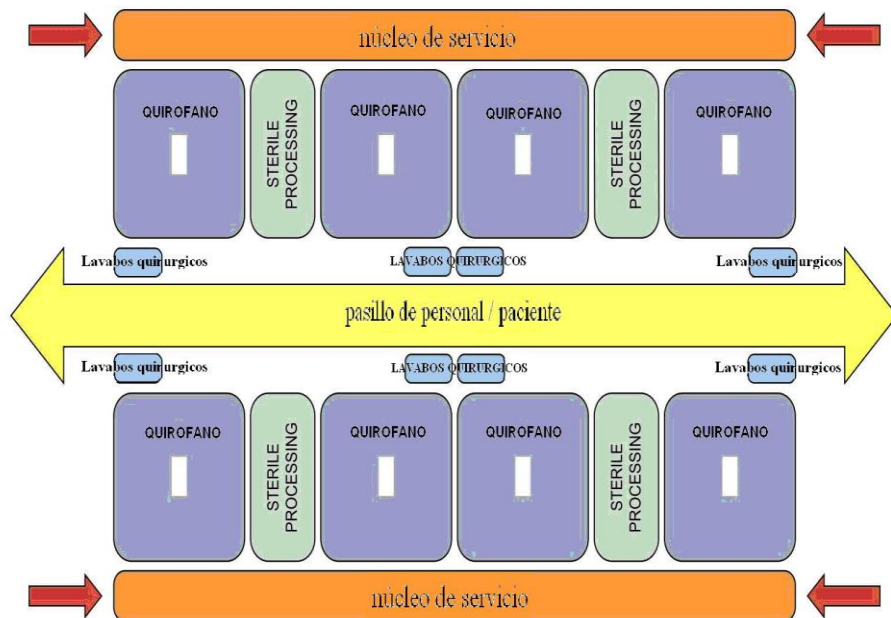 núcleo de servicio
QUIROFANO
STERILE
PROCESSING
QUIROFANO
QUIROFANO
STERILE
PROCESSING
QUIROFANO
Lavabos quirurgicos
LAVABOS QUIRURGICOS
Lavabos quirurgicos
pasillo de personal / paciente
Lavabos quirurgicos
LAVABOS QUIRURGICOS
Lavabos quirurgicos
QUIROFANO
STERILE
PROCESSING
QUIROFANO
QUIROFANO
STERILE
PROCESSING
QUIROFANO
núcleo de servicio